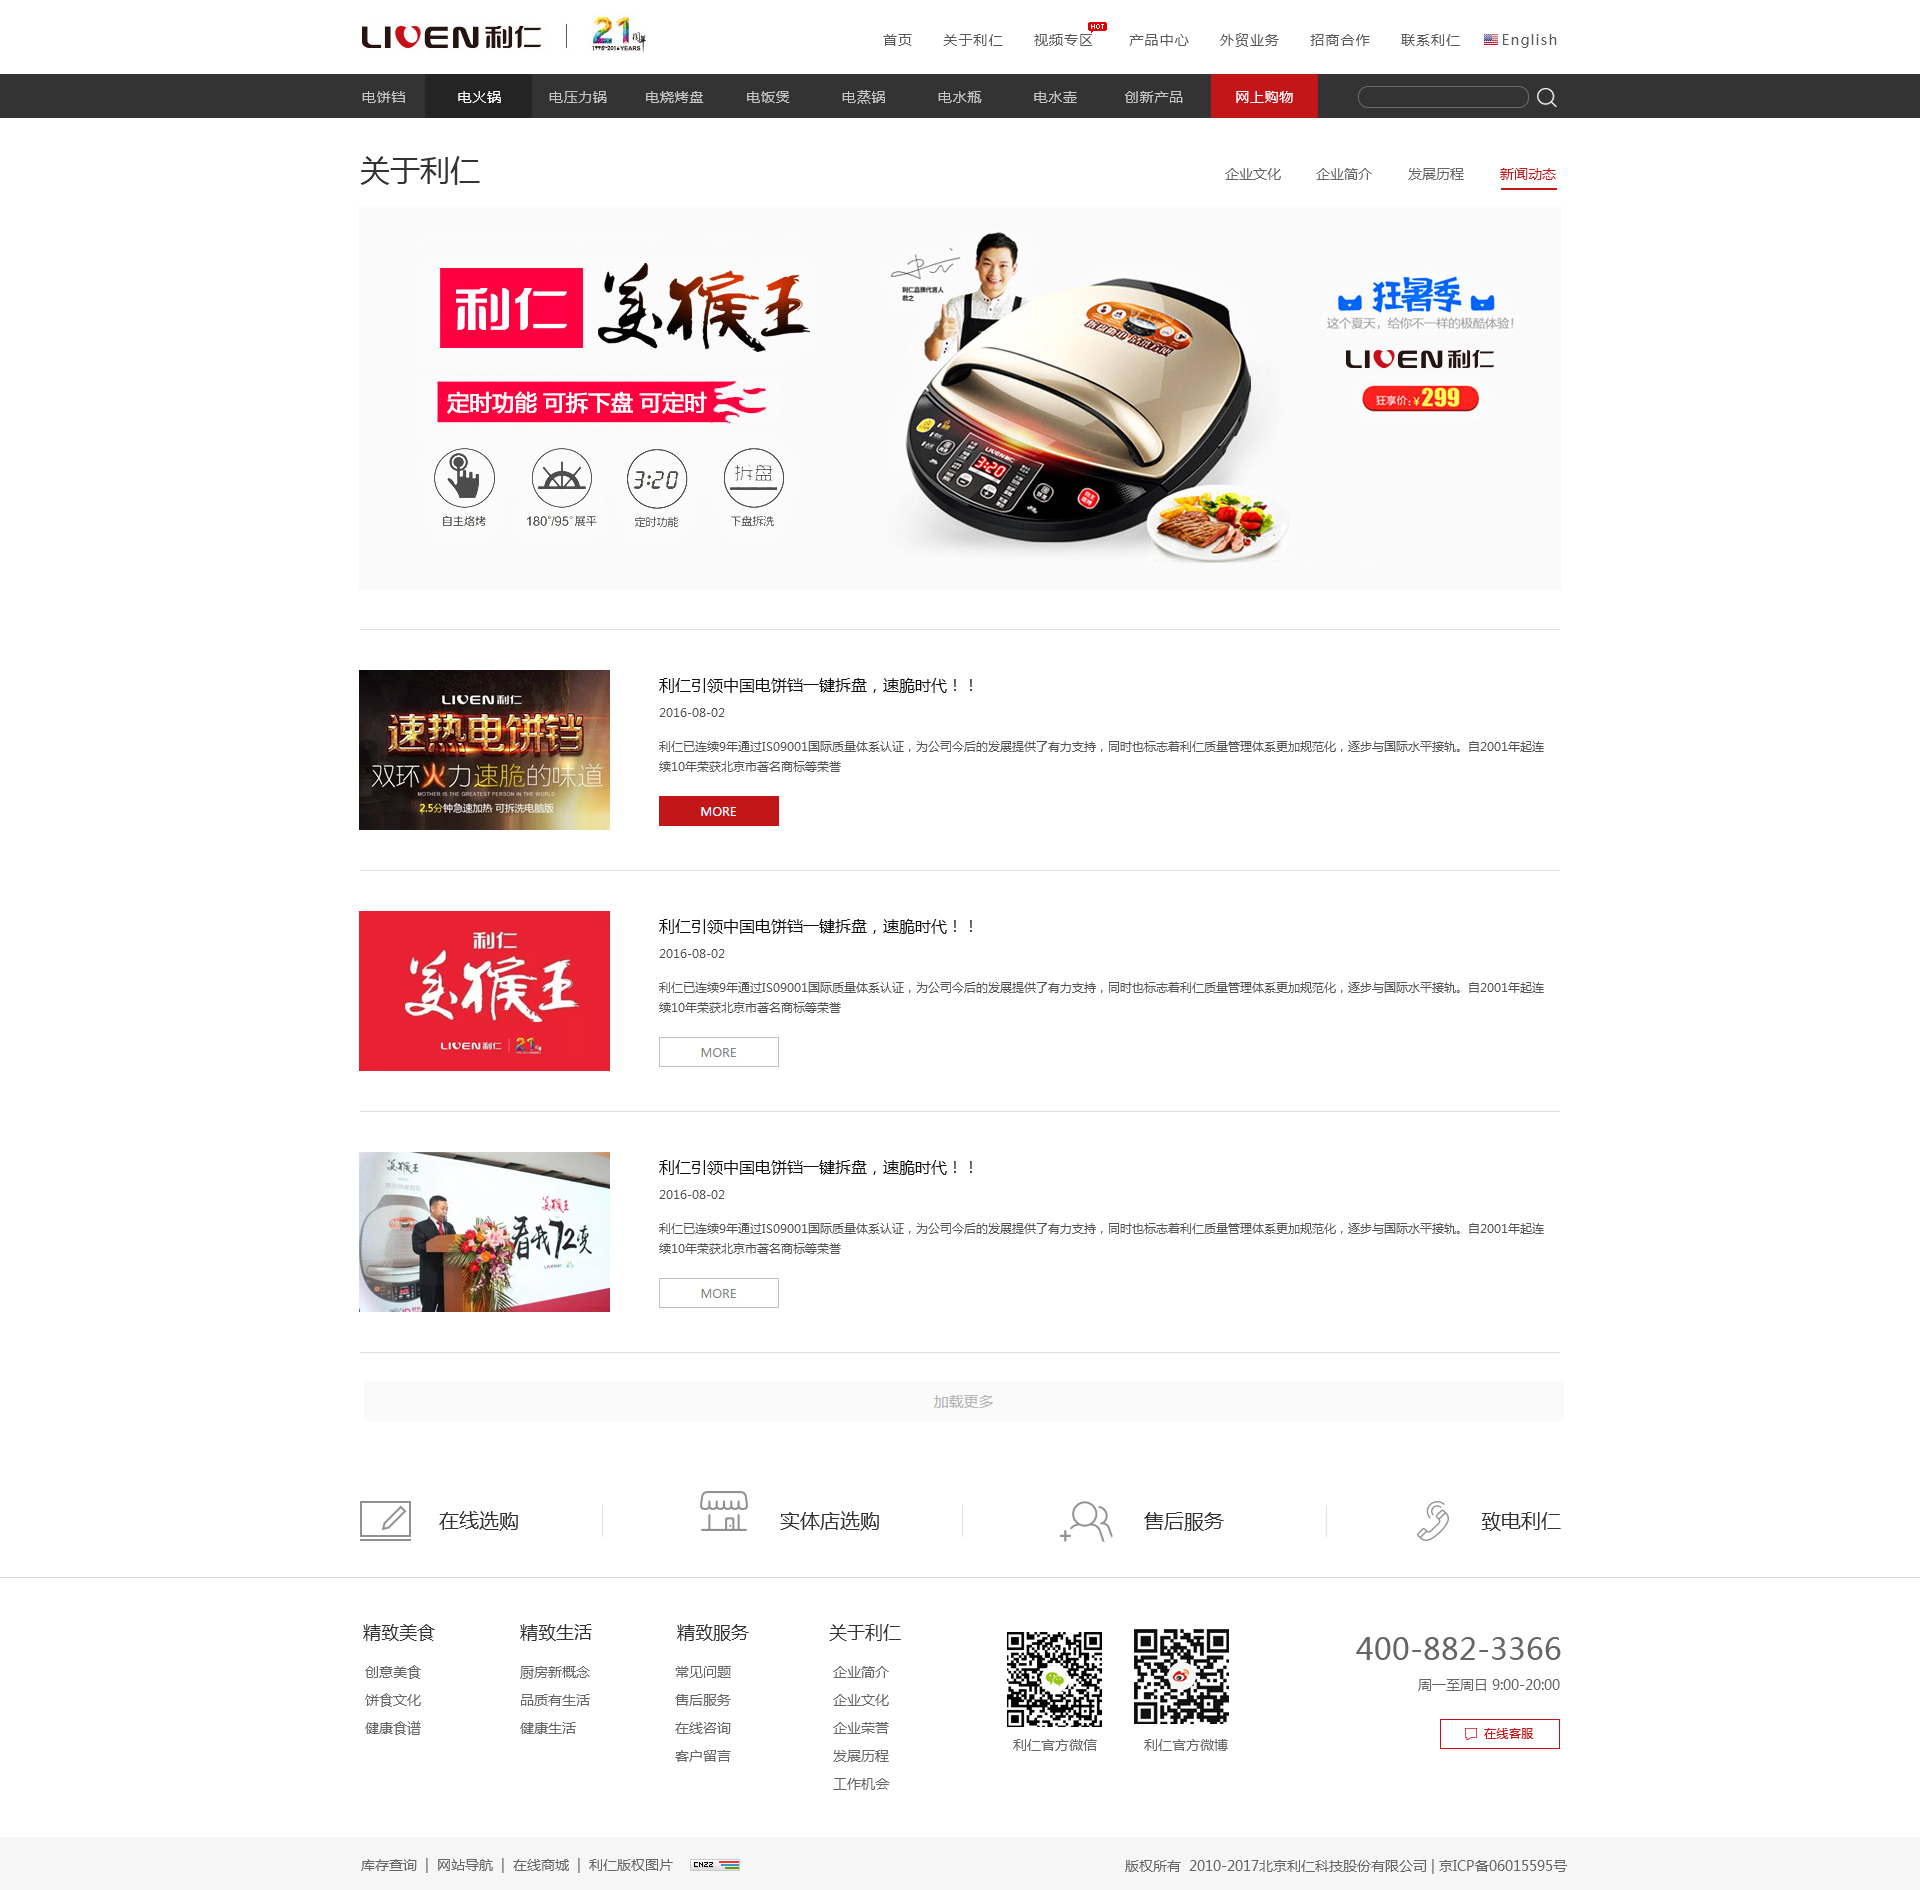 LIVEN利仁
21周年
1995-2016 YEARS
首页 关于利仁 视频专区 HOT 产品中心 外贸业务 招商合作 联系利仁 English
电饼铛 电火锅 电压力锅 电烧烤盘 电饭煲 电蒸锅 电水瓶 电水壶 创新产品 网上购物
关于利仁
企业文化 企业简介 发展历程 新闻动态
利仁 美猴王
定时功能 可拆下盘 可定时
3:20 拆盘
自主烙烤 180°/95°展平 定时功能 下盘拆洗
利仁品牌代言人
君之
LIVEN利仁
3:20
狂暑季
这个夏天，给你不一样的极酷体验！
LIVEN利仁
狂享价：¥299
LIVEN利仁
速热电饼铛
双环火力速脆的味道
MOTHER IS THE GREATEST PERSON IN THE WORLD
2.5分钟急速加热 可拆洗电脑版
利仁引领中国电饼铛一键拆盘，速脆时代！！
2016-08-02
利仁已连续9年通过IS09001国际质量体系认证，为公司今后的发展提供了有力支持，同时也标志着利仁质量管理体系更加规范化，逐步与国际水平接轨。自2001年起连
续10年荣获北京市著名商标等荣誉
MORE
利仁
美猴王
LIVEN利仁 21周年
利仁引领中国电饼铛一键拆盘，速脆时代！！
2016-08-02
利仁已连续9年通过IS09001国际质量体系认证，为公司今后的发展提供了有力支持，同时也标志着利仁质量管理体系更加规范化，逐步与国际水平接轨。自2001年起连
续10年荣获北京市著名商标等荣誉
MORE
美猴王
美猴王
看我72变
利仁引领中国电饼铛一键拆盘，速脆时代！！
2016-08-02
利仁已连续9年通过IS09001国际质量体系认证，为公司今后的发展提供了有力支持，同时也标志着利仁质量管理体系更加规范化，逐步与国际水平接轨。自2001年起连
续10年荣获北京市著名商标等荣誉
MORE
加载更多
在线选购 实体店选购 售后服务 致电利仁
精致美食
创意美食
饼食文化
健康食谱
精致生活
厨房新概念
品质有生活
健康生活
精致服务
常见问题
售后服务
在线咨询
客户留言
关于利仁
企业简介
企业文化
企业荣誉
发展历程
工作机会
利仁官方微信 利仁官方微博
400-882-3366
周一至周日 9:00-20:00
在线客服
库存查询 | 网站导航 | 在线商城 | 利仁版权图片 CNZZ
版权所有 2010-2017北京利仁科技股份有限公司 | 京ICP备06015595号